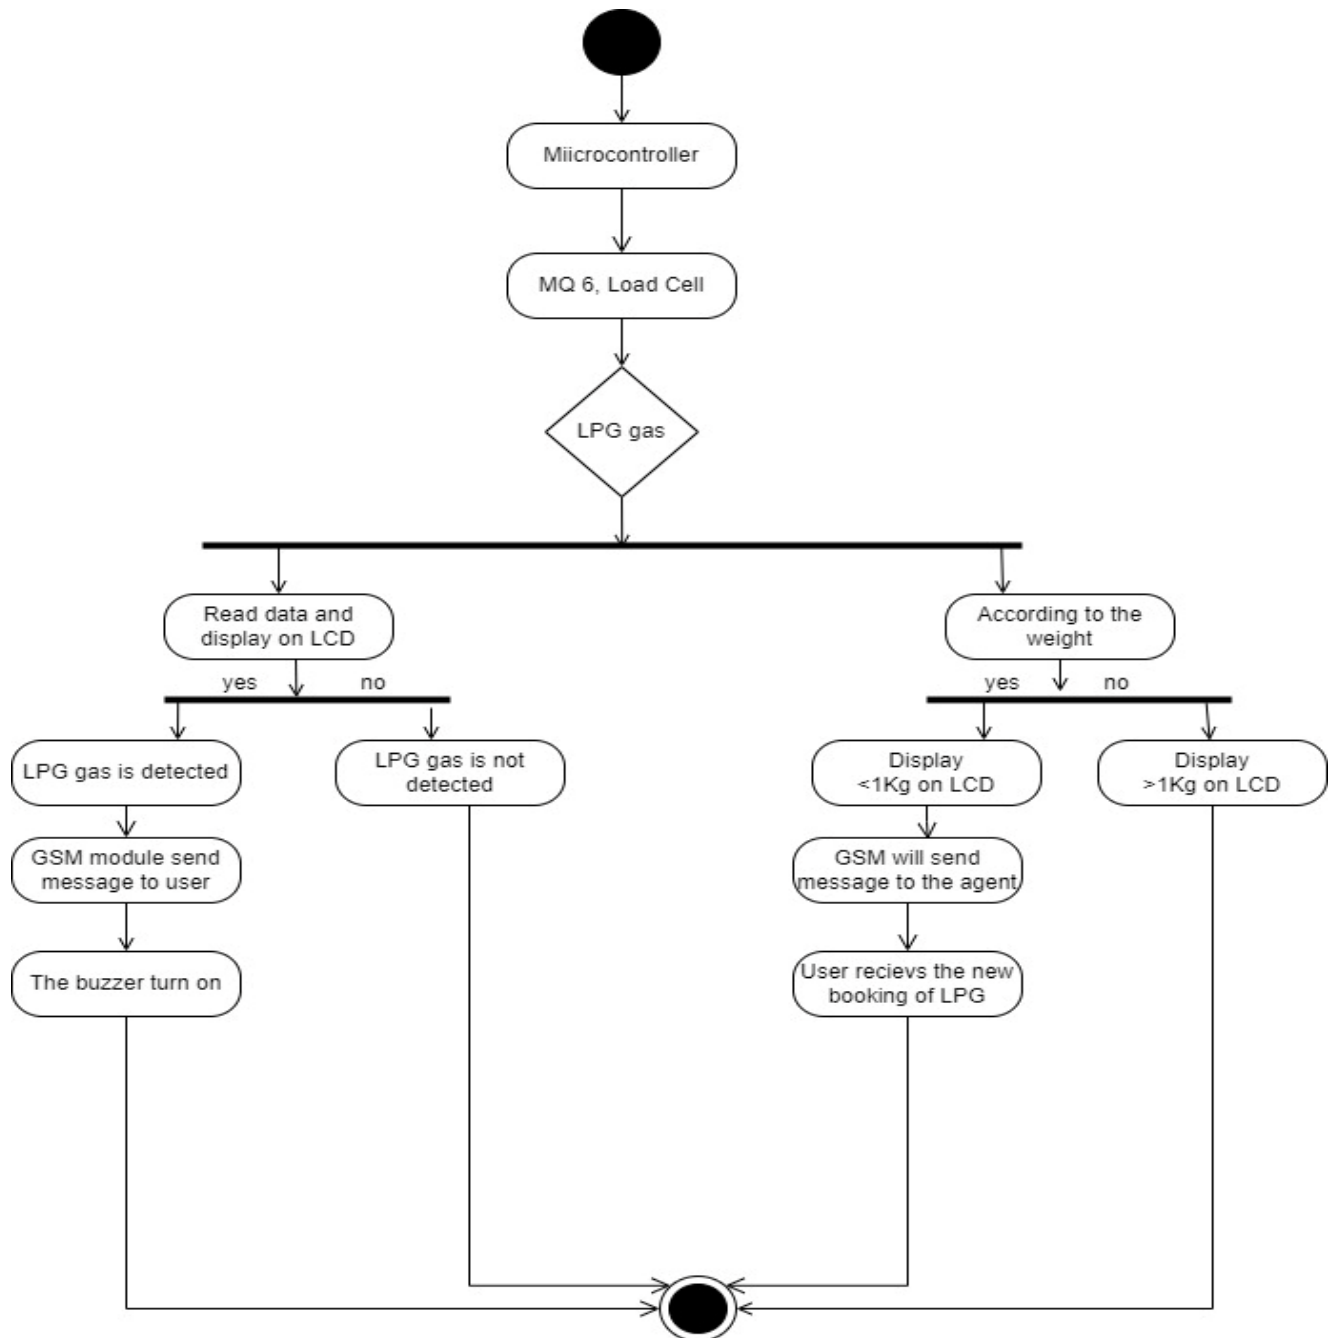 Miicrocontroller
MQ 6, Load Cell
LPG gas
Read data and
display on LCD
According to the
weight
yes
no
yes
no
LPG gas is detected
LPG gas is not
detected
Display
<1Kg on LCD
Display
>1Kg on LCD
GSM module send
message to user
GSM will send
message to the agent
The buzzer turn on
User recievs the new
booking of LPG